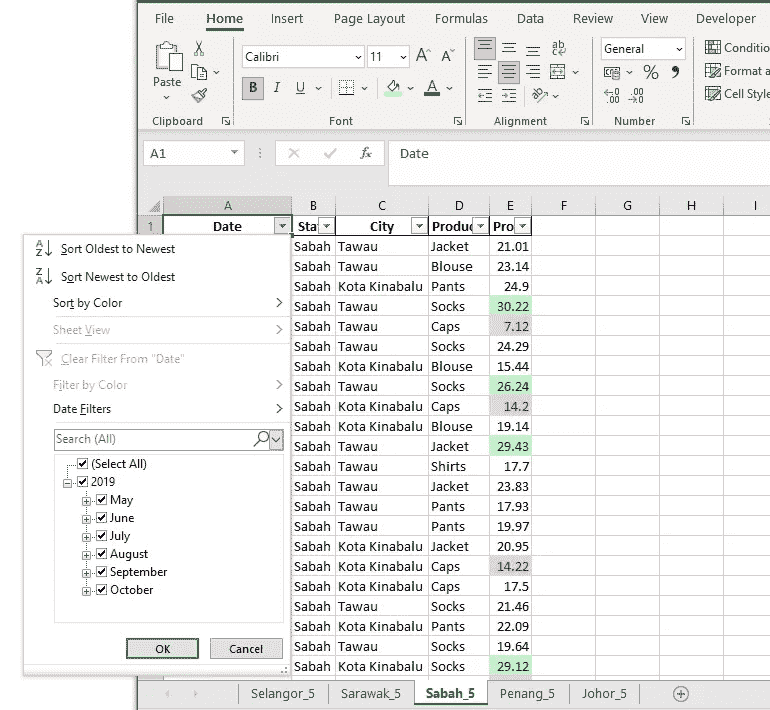 File Home Insert Page Layout Formulas Data Review View Developer
Calibri 11 A A ab General Conditio
Paste B I U A % Format a
Cell Style
Clipboard Font Alignment Number
A1 fx Date
A B C D E F G H I
1 Date Sta City Produc Pro
Sort Oldest to Newest
Sort Newest to Oldest
Sort by Color
Sheet View
Clear Filter From "Date"
Filter by Color
Date Filters
Search (All)
(Select All)
2019
May
June
July
August
September
October
OK Cancel
Sabah Tawau Jacket 21.01
Sabah Tawau Blouse 23.14
Sabah Kota Kinabalu Pants 24.9
Sabah Tawau Socks 30.22
Sabah Tawau Caps 7.12
Sabah Tawau Socks 24.29
Sabah Kota Kinabalu Blouse 15.44
Sabah Tawau Socks 26.24
Sabah Kota Kinabalu Caps 14.2
Sabah Kota Kinabalu Blouse 19.14
Sabah Tawau Jacket 29.43
Sabah Tawau Shirts 17.7
Sabah Tawau Jacket 23.83
Sabah Tawau Pants 17.93
Sabah Tawau Pants 19.97
Sabah Kota Kinabalu Jacket 20.95
Sabah Kota Kinabalu Caps 14.22
Sabah Kota Kinabalu Caps 17.5
Sabah Tawau Socks 21.46
Sabah Kota Kinabalu Pants 22.09
Sabah Tawau Socks 19.64
Sabah Kota Kinabalu Socks 29.12
Selangor_5 Sarawak_5 Sabah_5 Penang_5 Johor_5